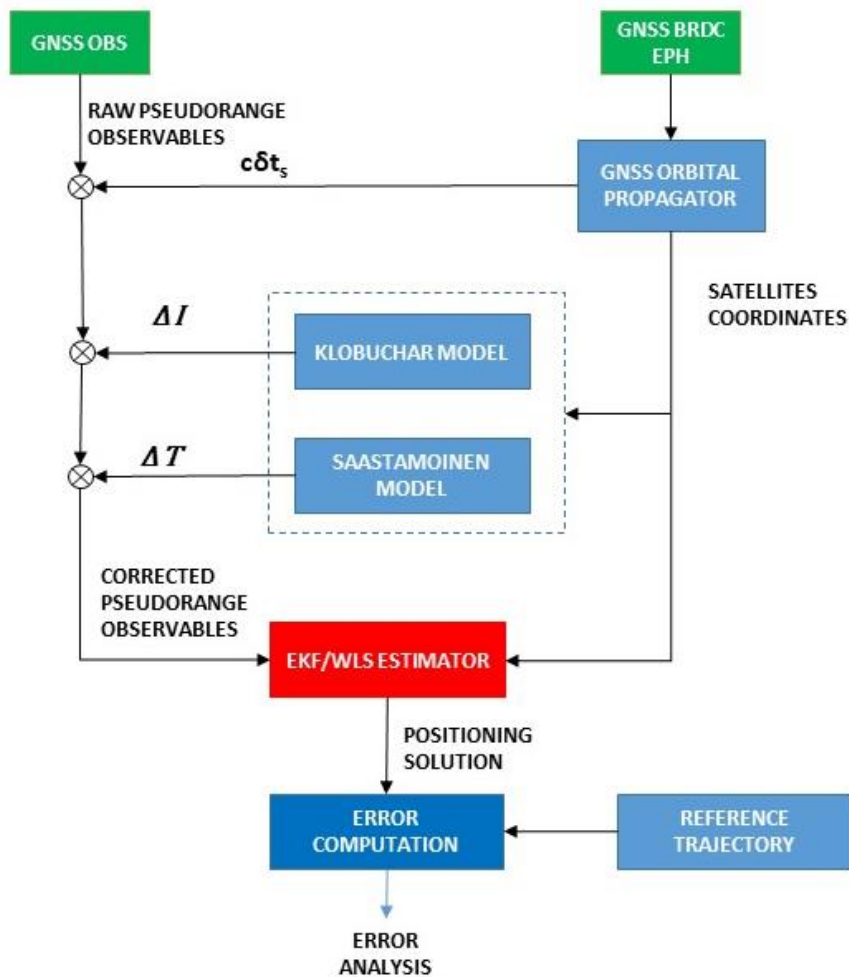 GNSS OBS
GNSS BRDC
EPH
RAW PSEUDORANGE
OBSERVABLES
cδtₛ
GNSS ORBITAL
PROPAGATOR
SATELLITES
COORDINATES
ΔI
KLOBUCHAR MODEL
ΔT
SAASTAMOINEN
MODEL
CORRECTED
PSEUDORANGE
OBSERVABLES
EKF/WLS ESTIMATOR
POSITIONING
SOLUTION
ERROR
COMPUTATION
REFERENCE
TRAJECTORY
ERROR
ANALYSIS